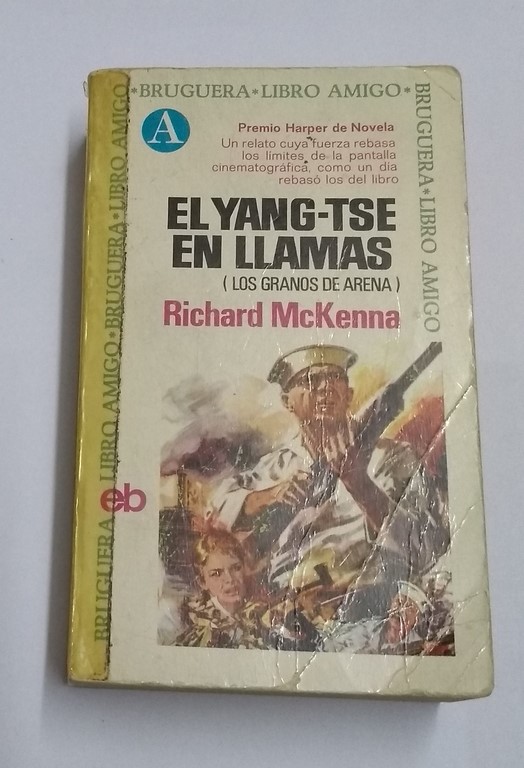 *BRUGUERA*LIBRO AMIGO*
BRUGUERA*LIBRO AMIGO
BRUGUERA*LIBRO AMIGO*BRUGUERA*LIBRO AMIGO
A
Premio Harper de Novela
Un relato cuya fuerza rebasa
los límites de la pantalla
cinematográfica, como un día
rebasó los del libro
EL YANG-TSE
EN LLAMAS
(LOS GRANOS DE ARENA)
Richard McKenna
eb